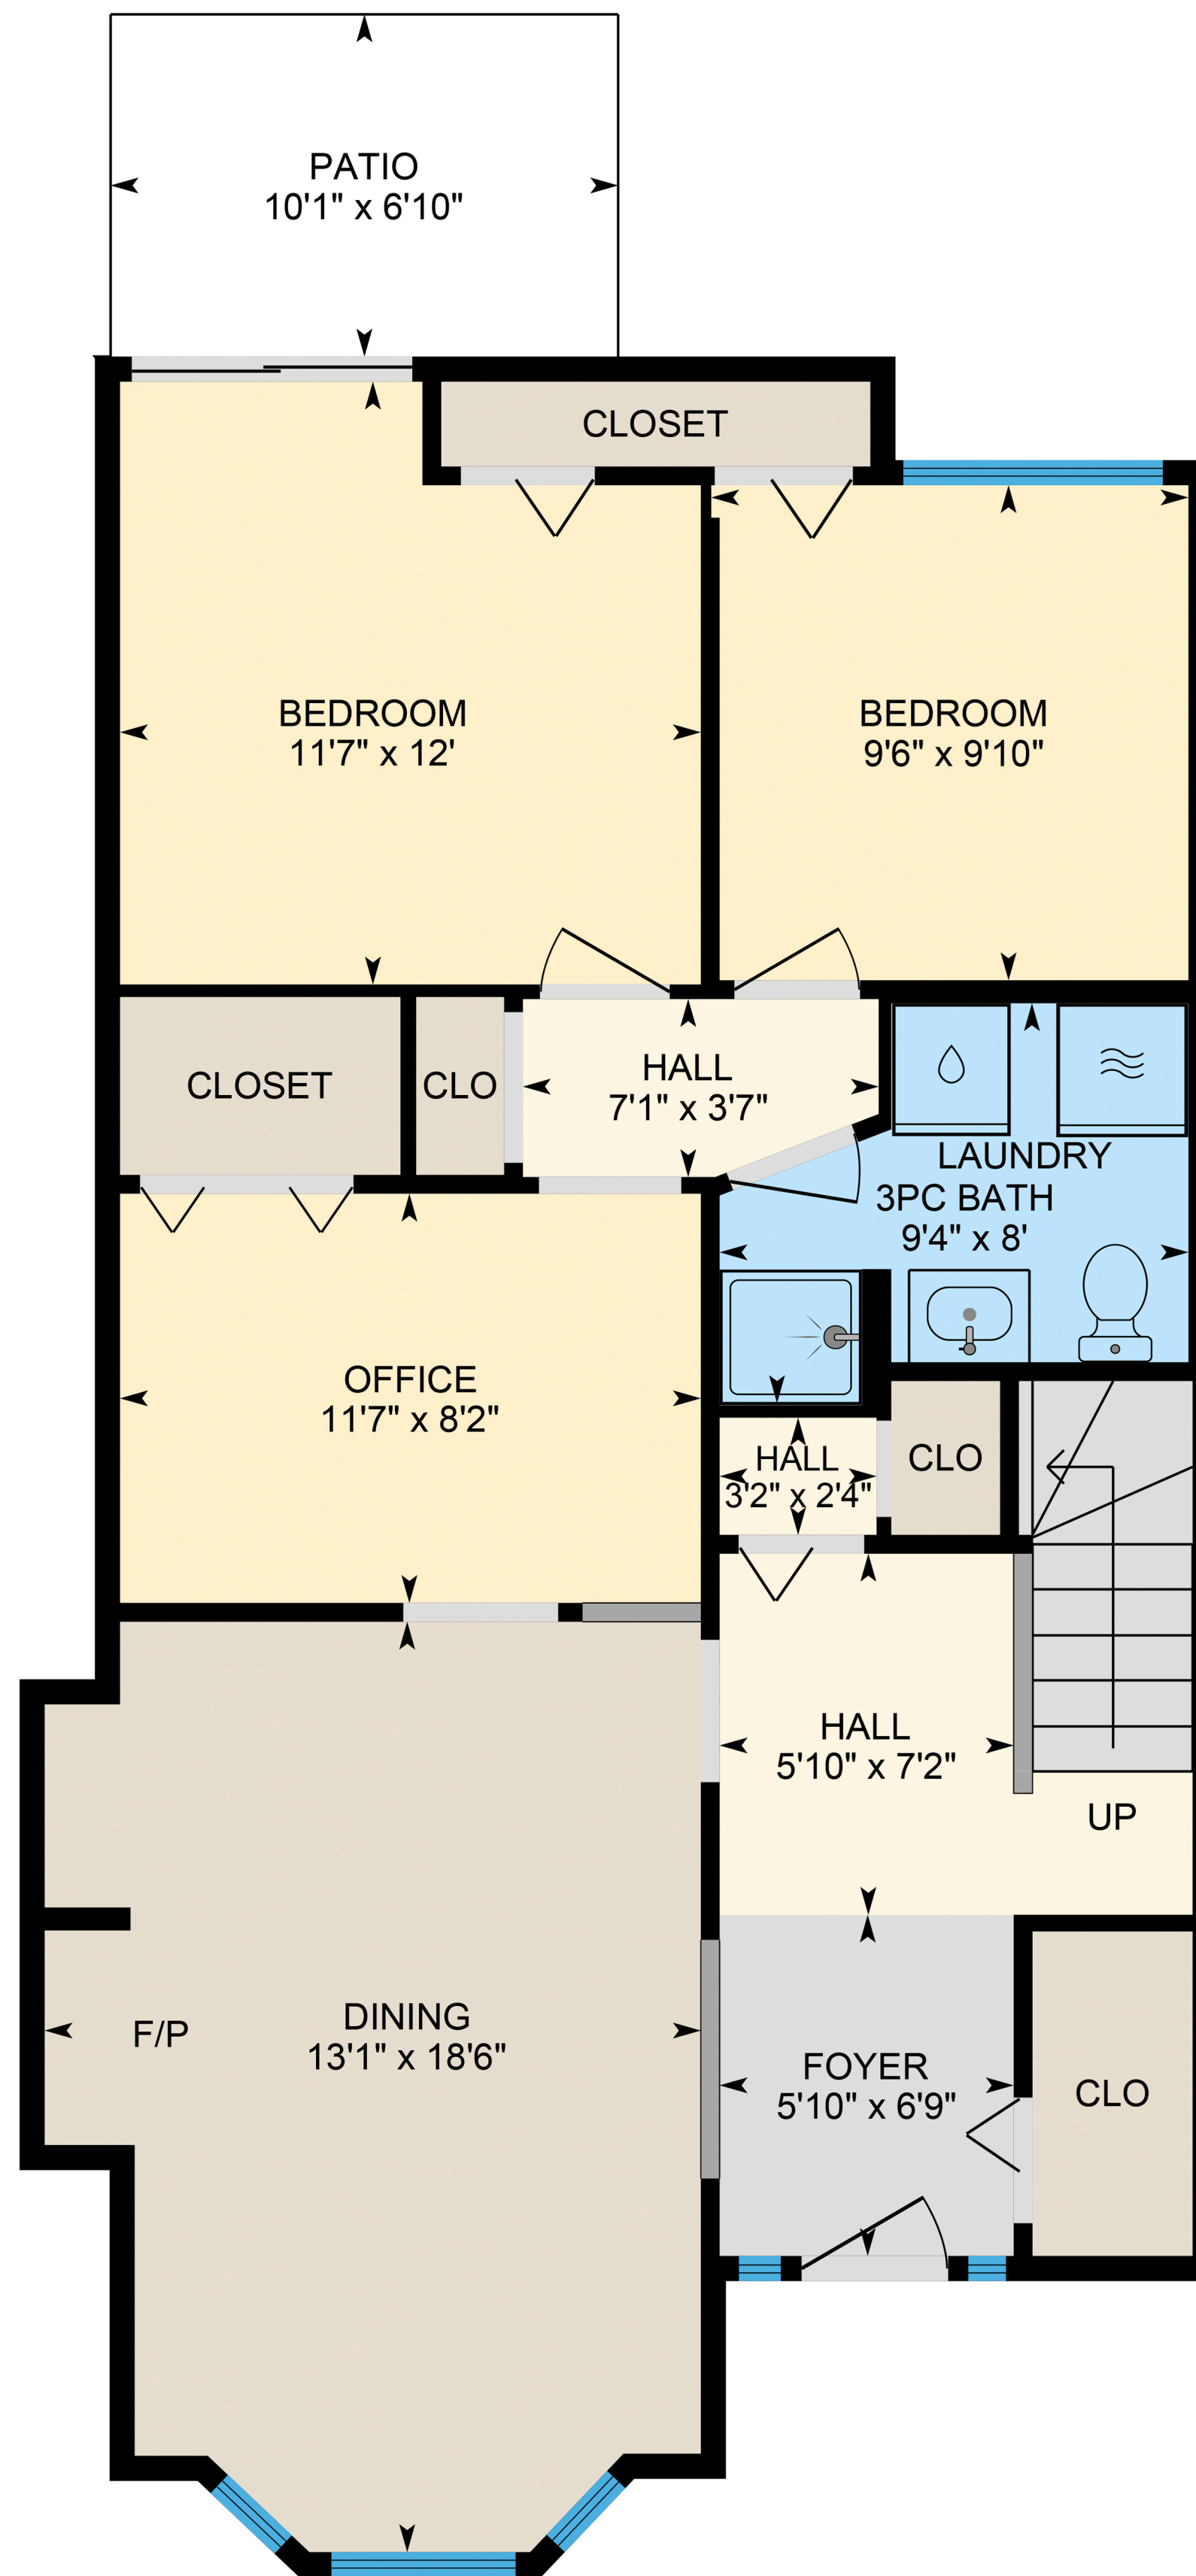 PATIO
10'1" x 6'10"
CLOSET
BEDROOM
11'7" x 12'
BEDROOM
9'6" x 9'10"
CLOSET
CLO
HALL
7'1" x 3'7"
LAUNDRY
3PC BATH
9'4" x 8'
OFFICE
11'7" x 8'2"
HALL
3'2" x 2'4"
CLO
HALL
5'10" x 7'2"
UP
F/P
DINING
13'1" x 18'6"
FOYER
5'10" x 6'9"
CLO